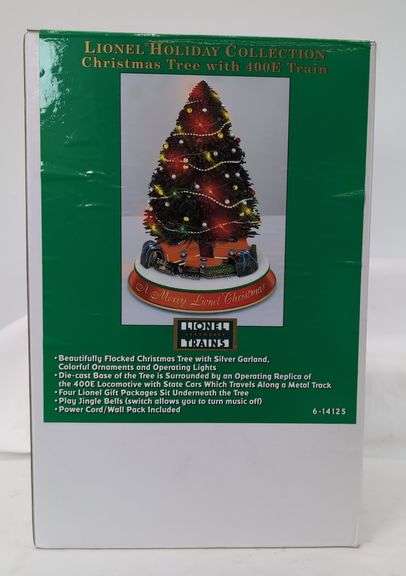 LIONEL HOLIDAY COLLECTION
Christmas Tree with 400E Train
A Merry Lionel Christmas
LIONEL
TRAINS
• Beautifully Flocked Christmas Tree with Silver Garland,
Colorful Ornaments and Operating Lights
• Die-cast Base of the Tree is Surrounded by an Operating Replica of
the 400E Locomotive with State Cars Which Travels Along a Metal Track
• Four Lionel Gift Packages Sit Underneath the Tree
• Play Jingle Bells (switch allows you to turn music off)
• Power Cord/Wall Pack Included
6-14125